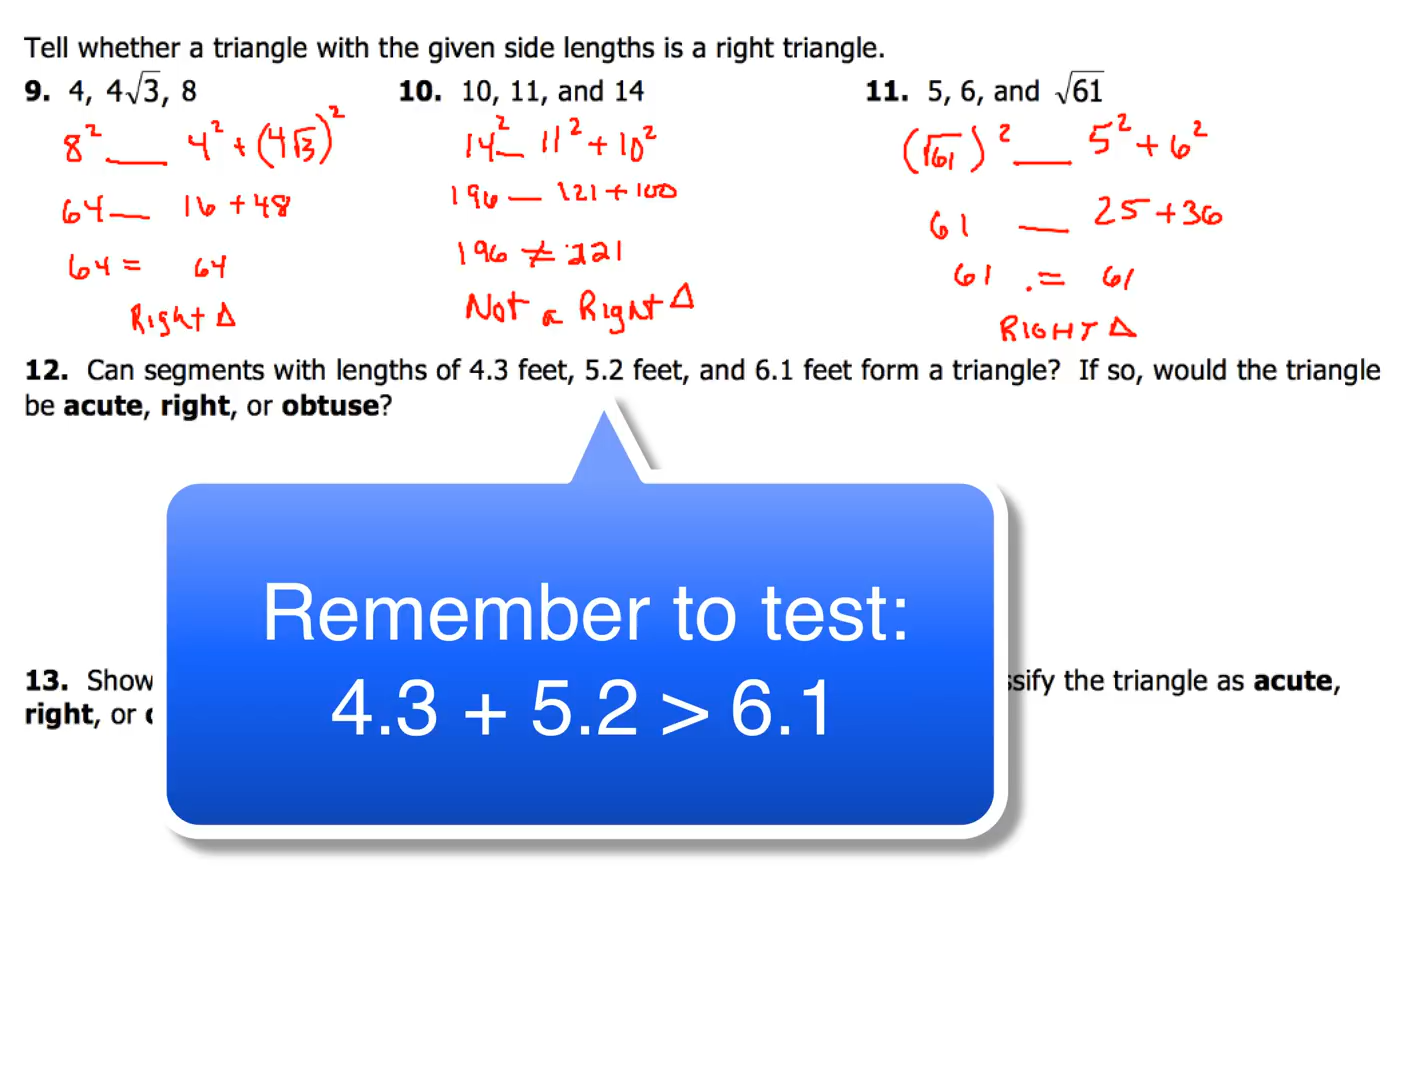 Tell whether a triangle with the given side lengths is a right triangle.
9. 4, 4√3, 8
10. 10, 11, and 14
11. 5, 6, and √61
8² __ 4² + (4√3)²
64 __ 16 + 48
64 = 64
Right Δ
14² __ 11² + 10²
196 __ 121 + 100
196 ≠ 221
Not a Right Δ
(√61)² __ 5² + 6²
61 __ 25 + 36
61 = 61
RIGHT Δ
12. Can segments with lengths of 4.3 feet, 5.2 feet, and 6.1 feet form a triangle? If so, would the triangle
be acute, right, or obtuse?
Remember to test:
4.3 + 5.2 > 6.1
13. Show ssify the triangle as acute,
right, or